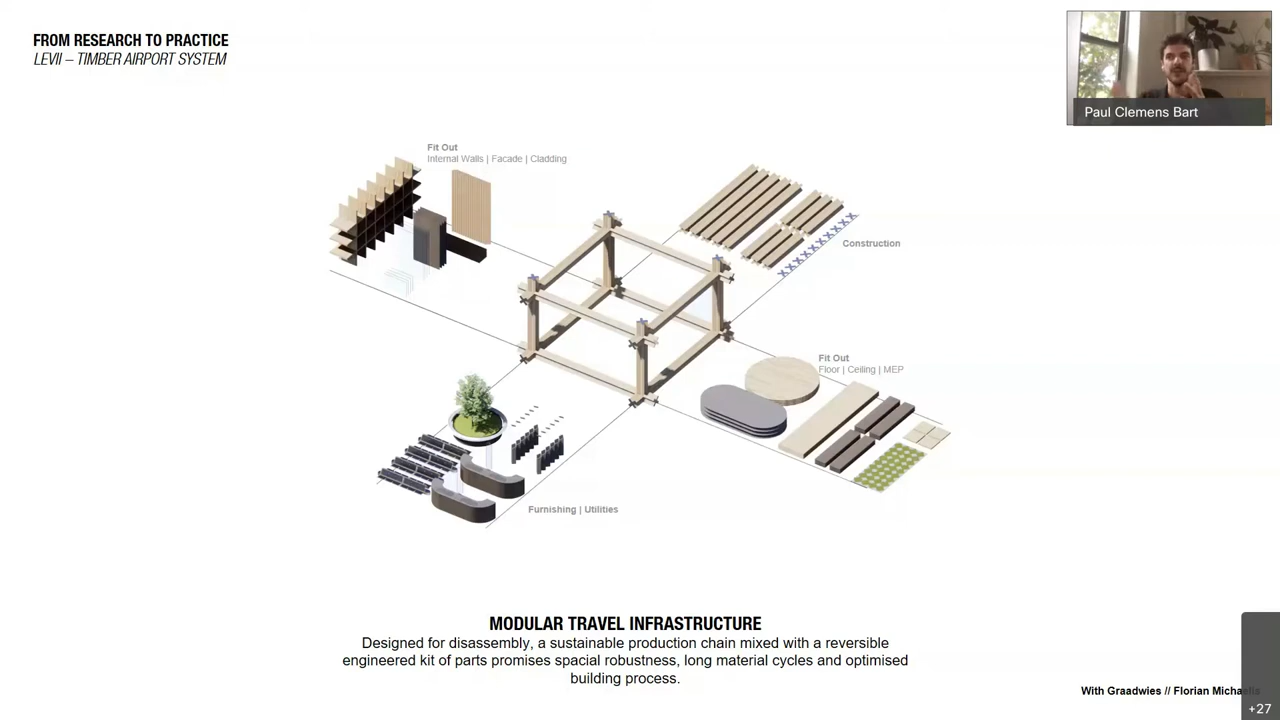 FROM RESEARCH TO PRACTICE
LEVII – TIMBER AIRPORT SYSTEM
Paul Clemens Bart
Fit Out
Internal Walls | Facade | Cladding
Construction
Fit Out
Floor | Ceiling | MEP
Furnishing | Utilities
MODULAR TRAVEL INFRASTRUCTURE
Designed for disassembly, a sustainable production chain mixed with a reversible
engineered kit of parts promises spacial robustness, long material cycles and optimised
building process.
With Graadwies // Florian Michaelis
+27